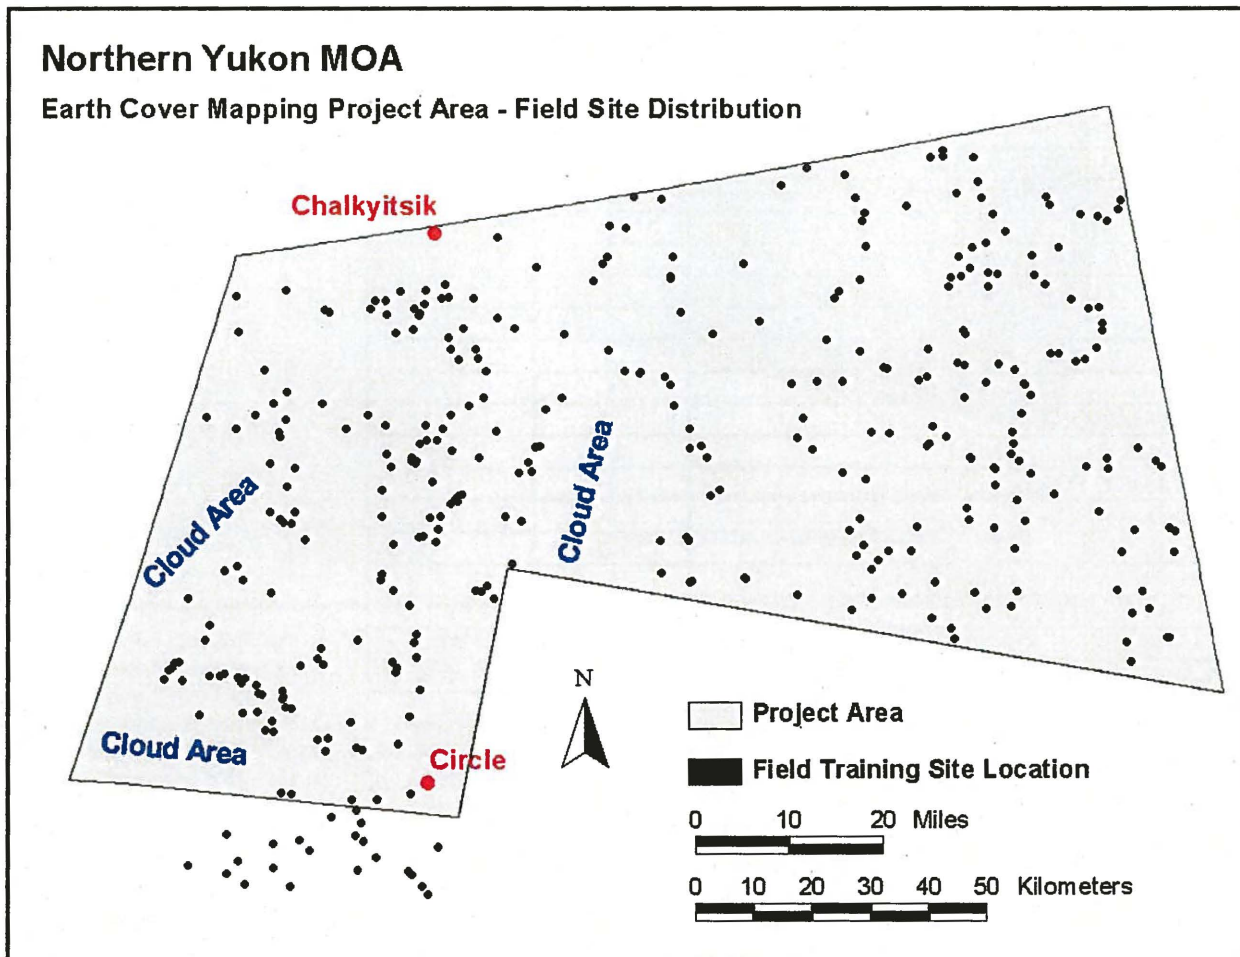 Northern Yukon MOA
Earth Cover Mapping Project Area - Field Site Distribution
Chalkyitsik
Cloud Area
Cloud Area
Cloud Area
Circle
N
Project Area
Field Training Site Location
0 10 20 Miles
0 10 20 30 40 50 Kilometers